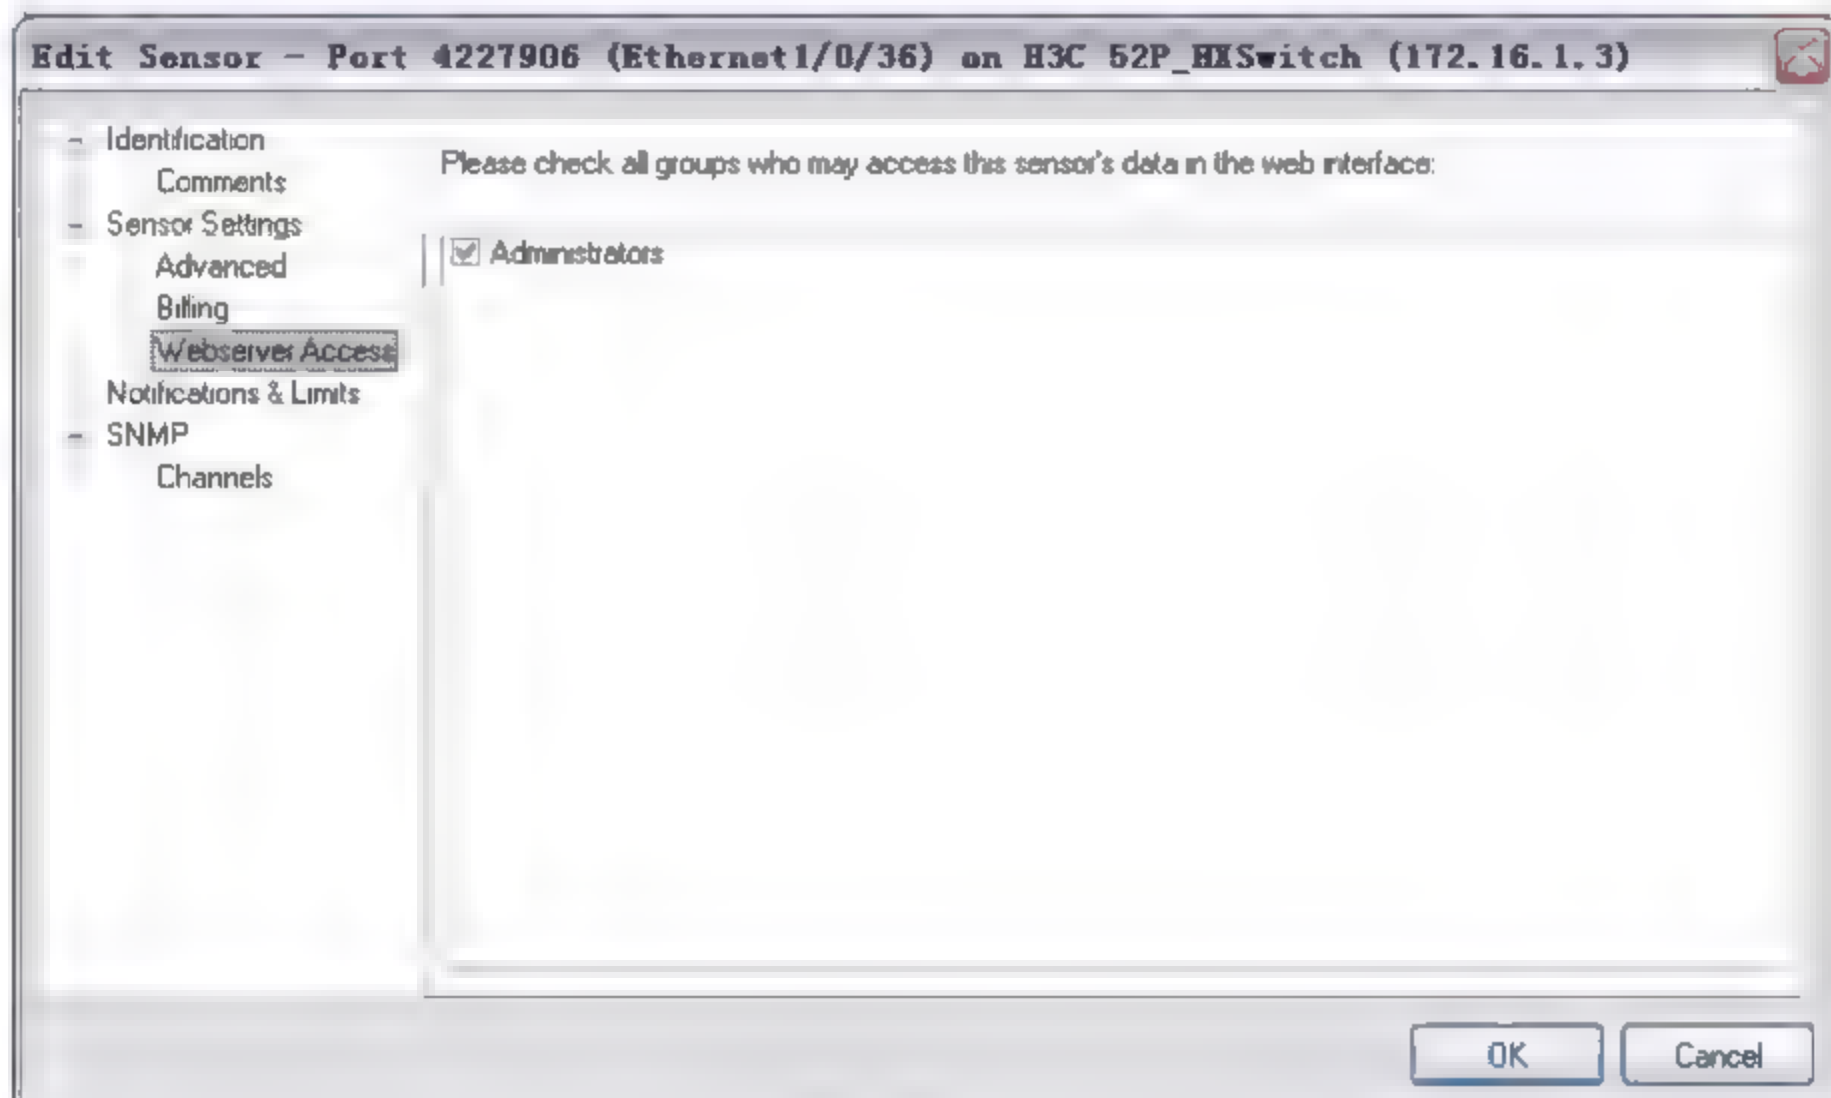 Edit Sensor - Port 4227906 (Ethernet1/0/36) on H3C 52P_HXSwitch (172.16.1.3)
Identification
Comments
Sensor Settings
Advanced
Billing
Webserver Access
Notifications & Limits
SNMP
Channels
Please check all groups who may access this sensor's data in the web interface:
Administrators
OK
Cancel